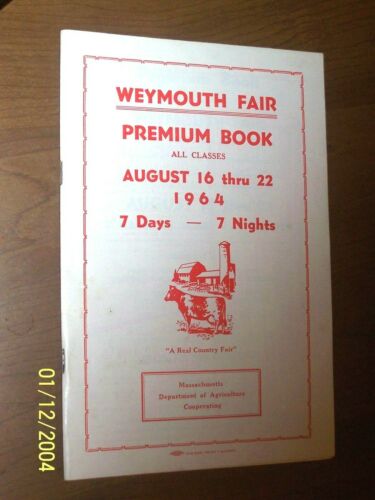 WEYMOUTH FAIR
PREMIUM BOOK
ALL CLASSES
AUGUST 16 thru 22
1964
7 Days — 7 Nights
"A Real Country Fair"
Massachusetts
Department of Agriculture
Cooperating
01/12/2004